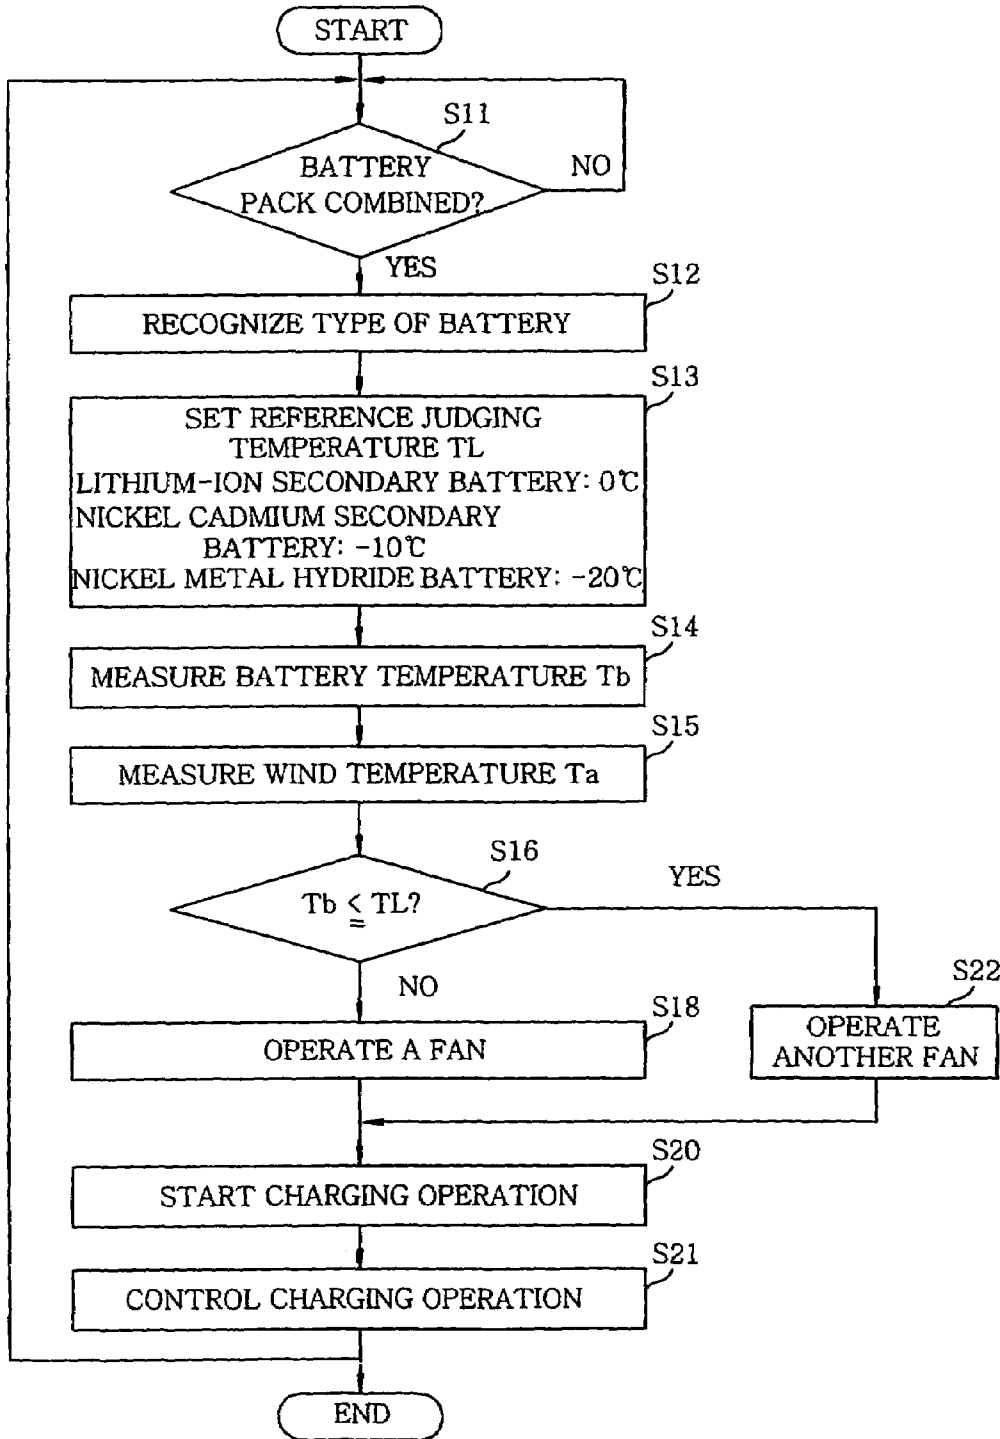 START
S11
BATTERY
PACK COMBINED?
NO
YES
S12
RECOGNIZE TYPE OF BATTERY
S13
SET REFERENCE JUDGING
TEMPERATURE TL
LITHIUM-ION SECONDARY BATTERY: 0℃
NICKEL CADMIUM SECONDARY
BATTERY: -10℃
NICKEL METAL HYDRIDE BATTERY: -20℃
S14
MEASURE BATTERY TEMPERATURE Tb
S15
MEASURE WIND TEMPERATURE Ta
S16
Tb ≦ TL?
YES
NO
S18
OPERATE A FAN
S22
OPERATE
ANOTHER FAN
S20
START CHARGING OPERATION
S21
CONTROL CHARGING OPERATION
END